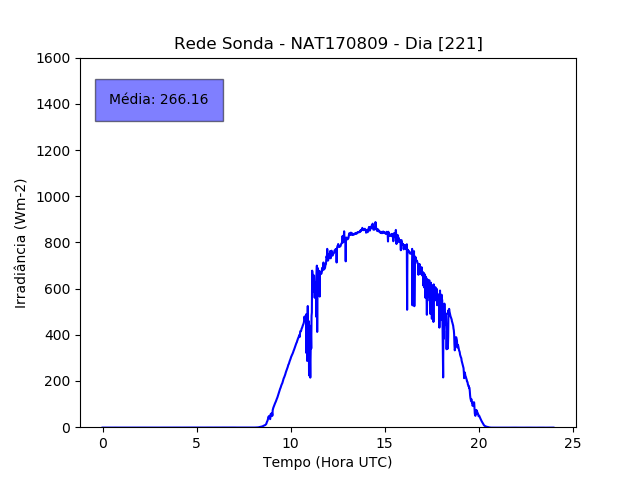 Rede Sonda - NAT170809 - Dia [221]
1600
1400
1200
1000
800
600
400
200
0
Média: 266.16
Irradiância (Wm-2)
0 5 10 15 20 25
Tempo (Hora UTC)